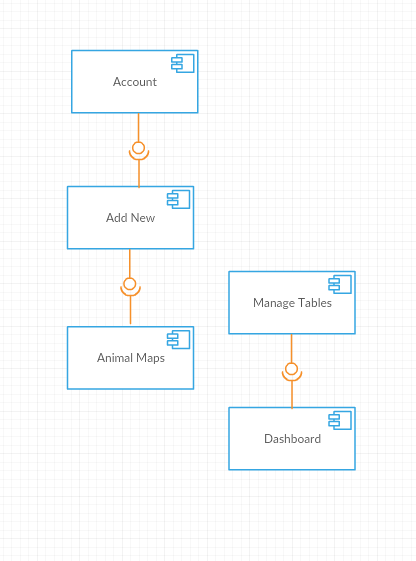 Account
Add New
Manage Tables
Animal Maps
Dashboard